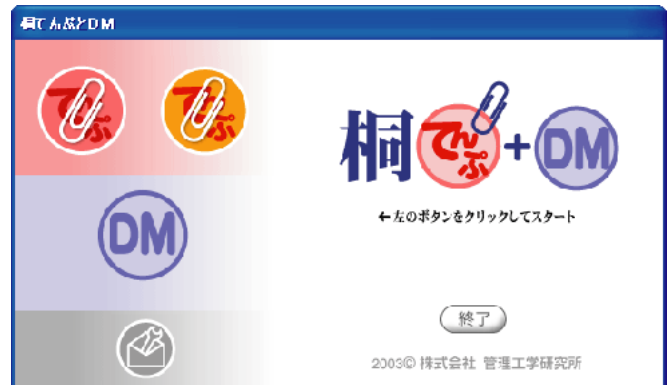 桐てんぷとDM
てんぷ
てんぷ
DM
桐てんぷ+DM
←左のボタンをクリックしてスタート
終了
2003© 株式会社 管理工学研究所